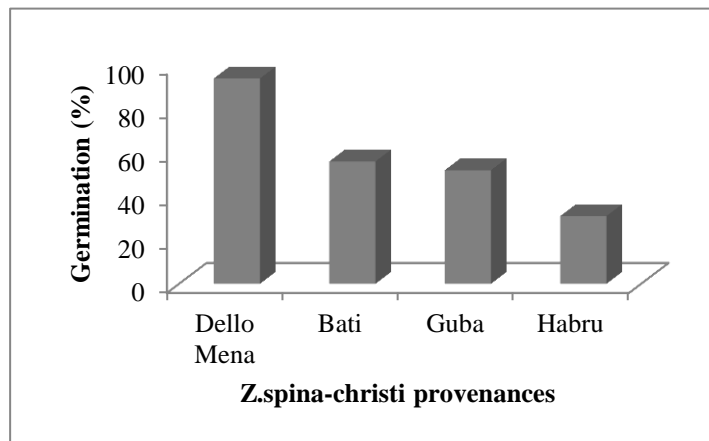 Germination (%)
100
80
60
40
20
0
Dello Mena
Bati
Guba
Habru
Z.spina-christi provenances